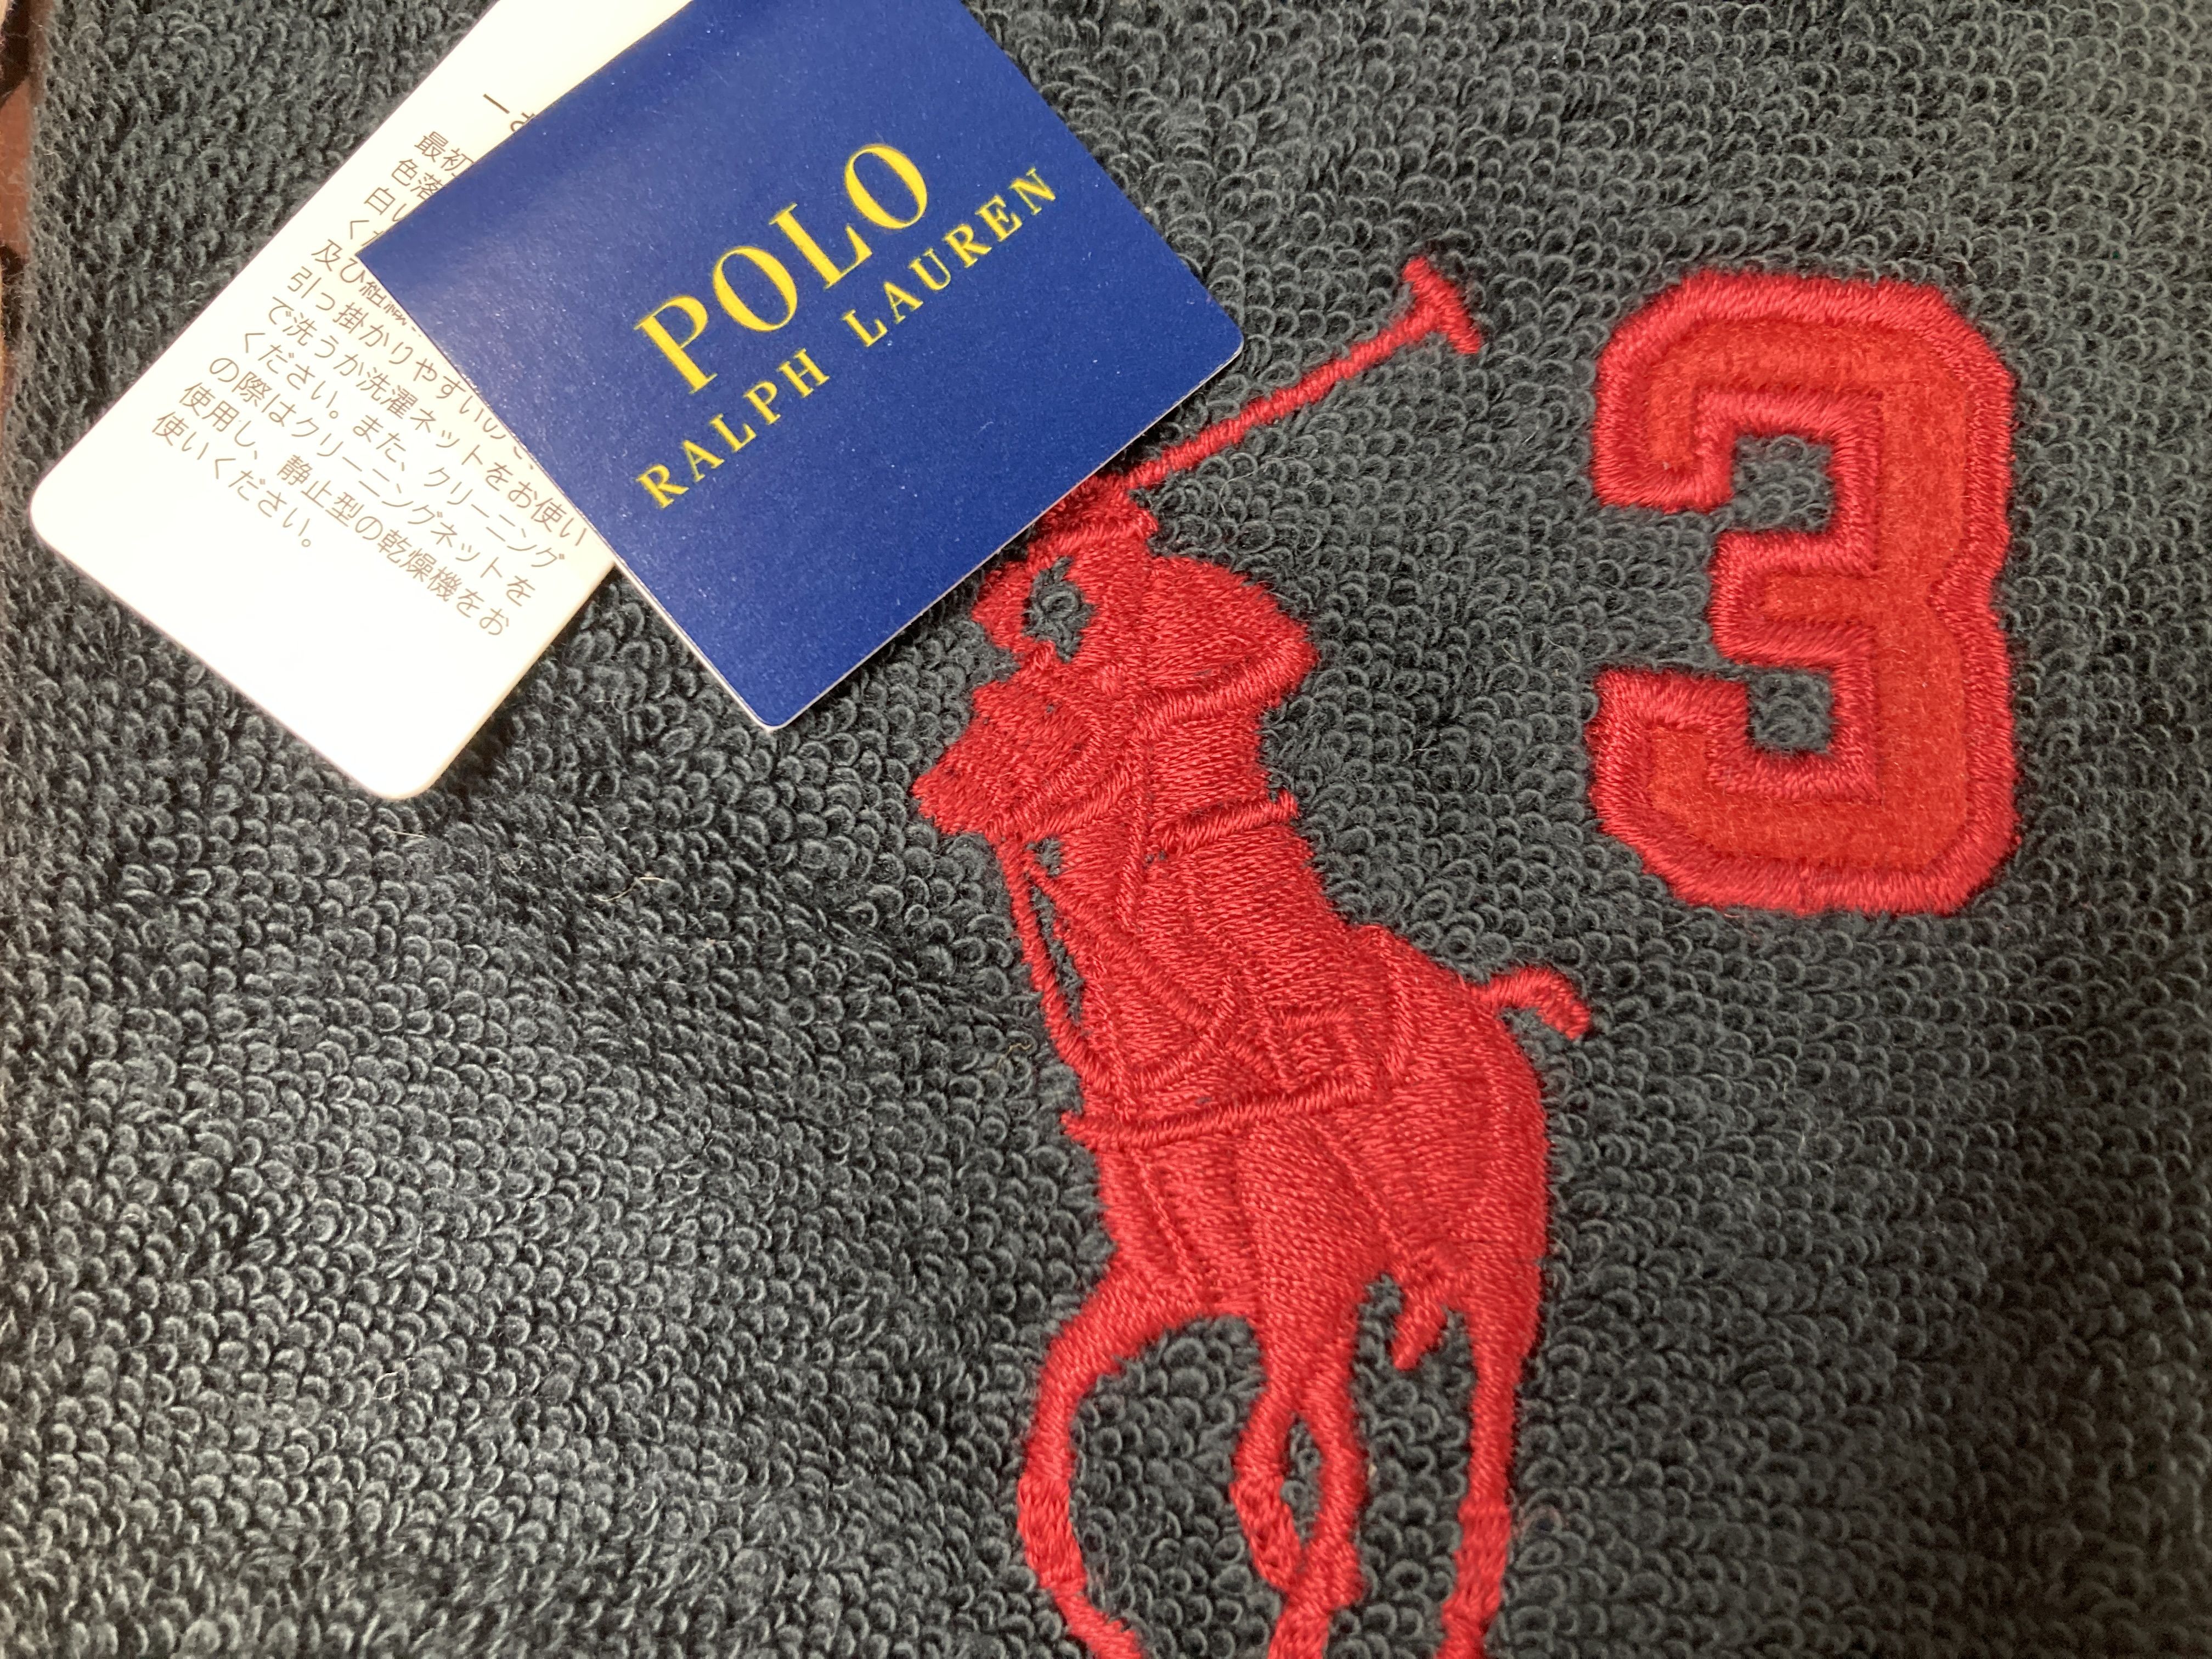 POLO
RALPH LAUREN
3
最初
色落
白い
く
及び組織
引っ掛かりやすいので、
で洗うか洗濯ネットをお使い
ください。また、クリーニング
の際はクリーニングネットを
使用し、静止型の乾燥機をお
使いください。